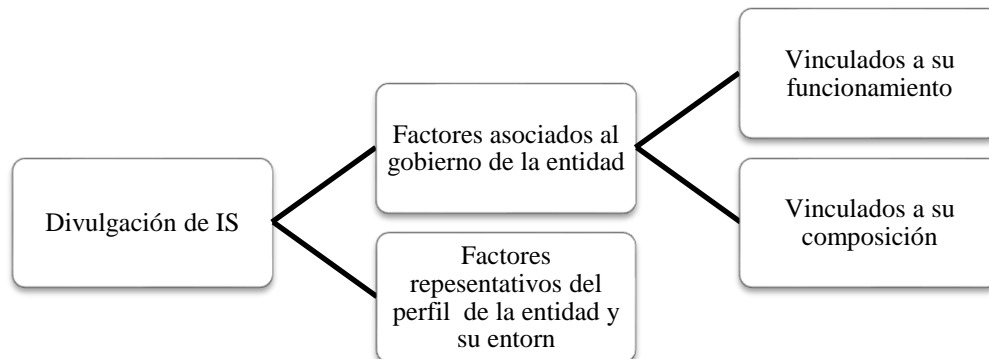 Divulgación de IS
Factores asociados al
gobierno de la entidad
Factores
repesentativos del
perfil de la entidad y
su entorn
Vinculados a su
funcionamiento
Vinculados a su
composición